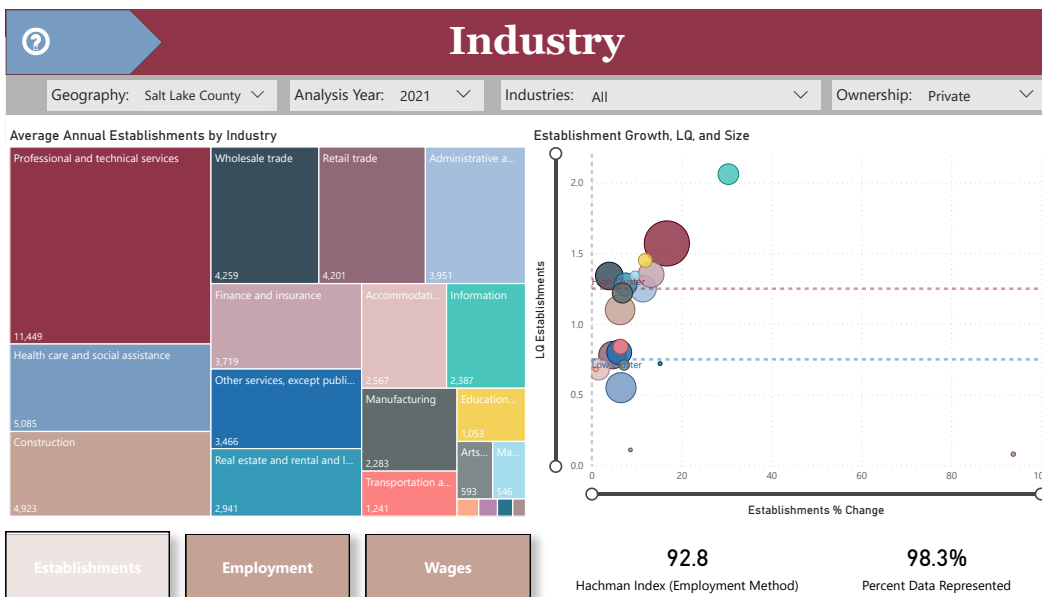 Industry
Geography: Salt Lake County
Analysis Year: 2021
Industries: All
Ownership: Private
Average Annual Establishments by Industry
Professional and technical services
11,449
Health care and social assistance
5,085
Construction
4,923
Wholesale trade
4,259
Retail trade
4,201
Administrative a...
3,951
Finance and insurance
3,719
Other services, except publi...
3,466
Real estate and rental and l...
2,941
Accommodati...
2,567
Information
2,387
Manufacturing
2,283
Transportation a...
1,241
Education...
1,053
Arts...
593
Ma...
546
Establishment Growth, LQ, and Size
LQ Establishments
2.0
1.5
1.0
0.5
0.0
0
20
40
60
80
Establishments % Change
Establishments
Employment
Wages
92.8
Hachman Index (Employment Method)
98.3%
Percent Data Represented